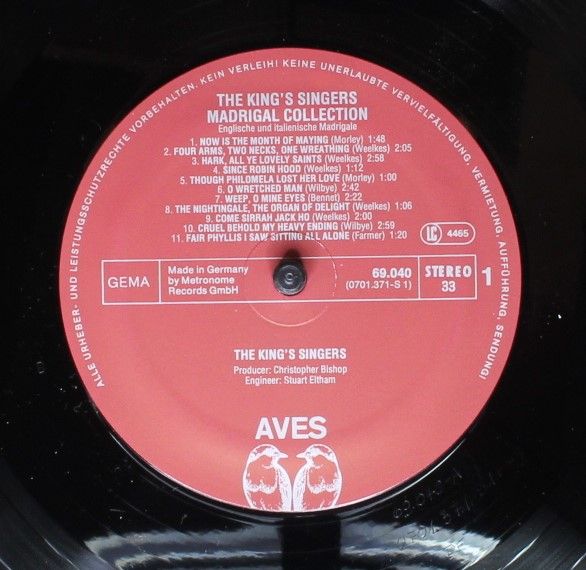 ALLE URHEBER- UND LEISTUNGSSCHUTZRECHTE VORBEHALTEN. KEIN VERLEIH! KEINE UNERLAUBTE VERVIELFÄLTIGUNG, VERMIETUNG, AUFFÜHRUNG, SENDUNG!
THE KING'S SINGERS
MADRIGAL COLLECTION
Englische und italienische Madrigale
1. NOW IS THE MONTH OF MAYING (Morley) 1:48
2. FOUR ARMS, TWO NECKS, ONE WREATHING (Weelkes) 2:05
3. HARK, ALL YE LOVELY SAINTS (Weelkes) 2:58
4. SINCE ROBIN HOOD (Weelkes) 1:12
5. THOUGH PHILOMELA LOST HER LOVE (Morley) 1:00
6. O WRETCHED MAN (Wilbye) 2:42
7. WEEP, O MINE EYES (Bennet) 2:22
8. THE NIGHTINGALE, THE ORGAN OF DELIGHT (Weelkes) 1:06
9. COME SIRRAH JACK HO (Weelkes) 2:00
10. CRUEL BEHOLD MY HEAVY ENDING (Wilbye) 2:59
11. FAIR PHYLLIS I SAW SITTING ALL ALONE (Farmer) 1:20
LC 4465
GEMA
Made in Germany
by Metronome
Records GmbH
69.040
(0701.371-S 1)
STEREO
33
1
THE KING'S SINGERS
Producer: Christopher Bishop
Engineer: Stuart Eltham
AVES